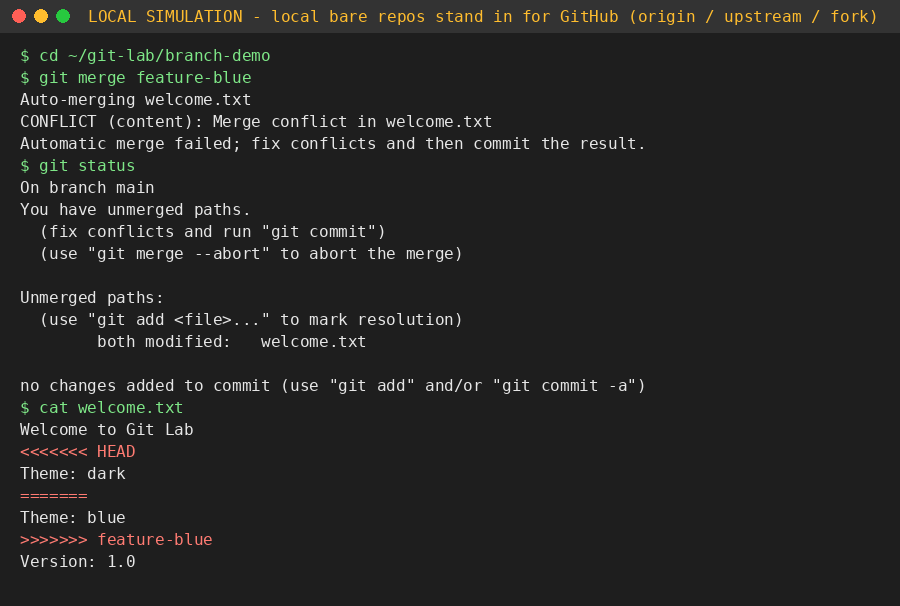 LOCAL SIMULATION - local bare repos stand in for GitHub (origin / upstream / fork)
$ cd ~/git-lab/branch-demo
$ git merge feature-blue
Auto-merging welcome.txt
CONFLICT (content): Merge conflict in welcome.txt
Automatic merge failed; fix conflicts and then commit the result.
$ git status
On branch main
You have unmerged paths.
  (fix conflicts and run "git commit")
  (use "git merge --abort" to abort the merge)

Unmerged paths:
  (use "git add <file>..." to mark resolution)
        both modified:   welcome.txt

no changes added to commit (use "git add" and/or "git commit -a")
$ cat welcome.txt
Welcome to Git Lab
<<<<<<< HEAD
Theme: dark
=======
Theme: blue
>>>>>>> feature-blue
Version: 1.0